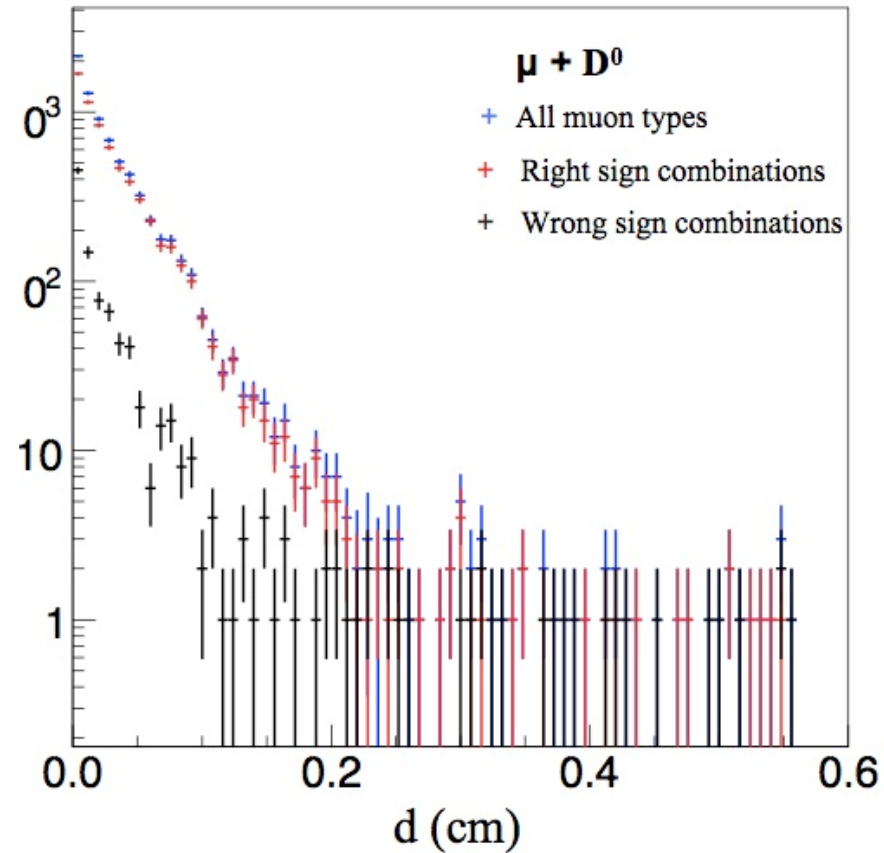 μ + D⁰
All muon types
Right sign combinations
Wrong sign combinations
0³
0²
10
1
0.0 0.2 0.4 0.6
d (cm)